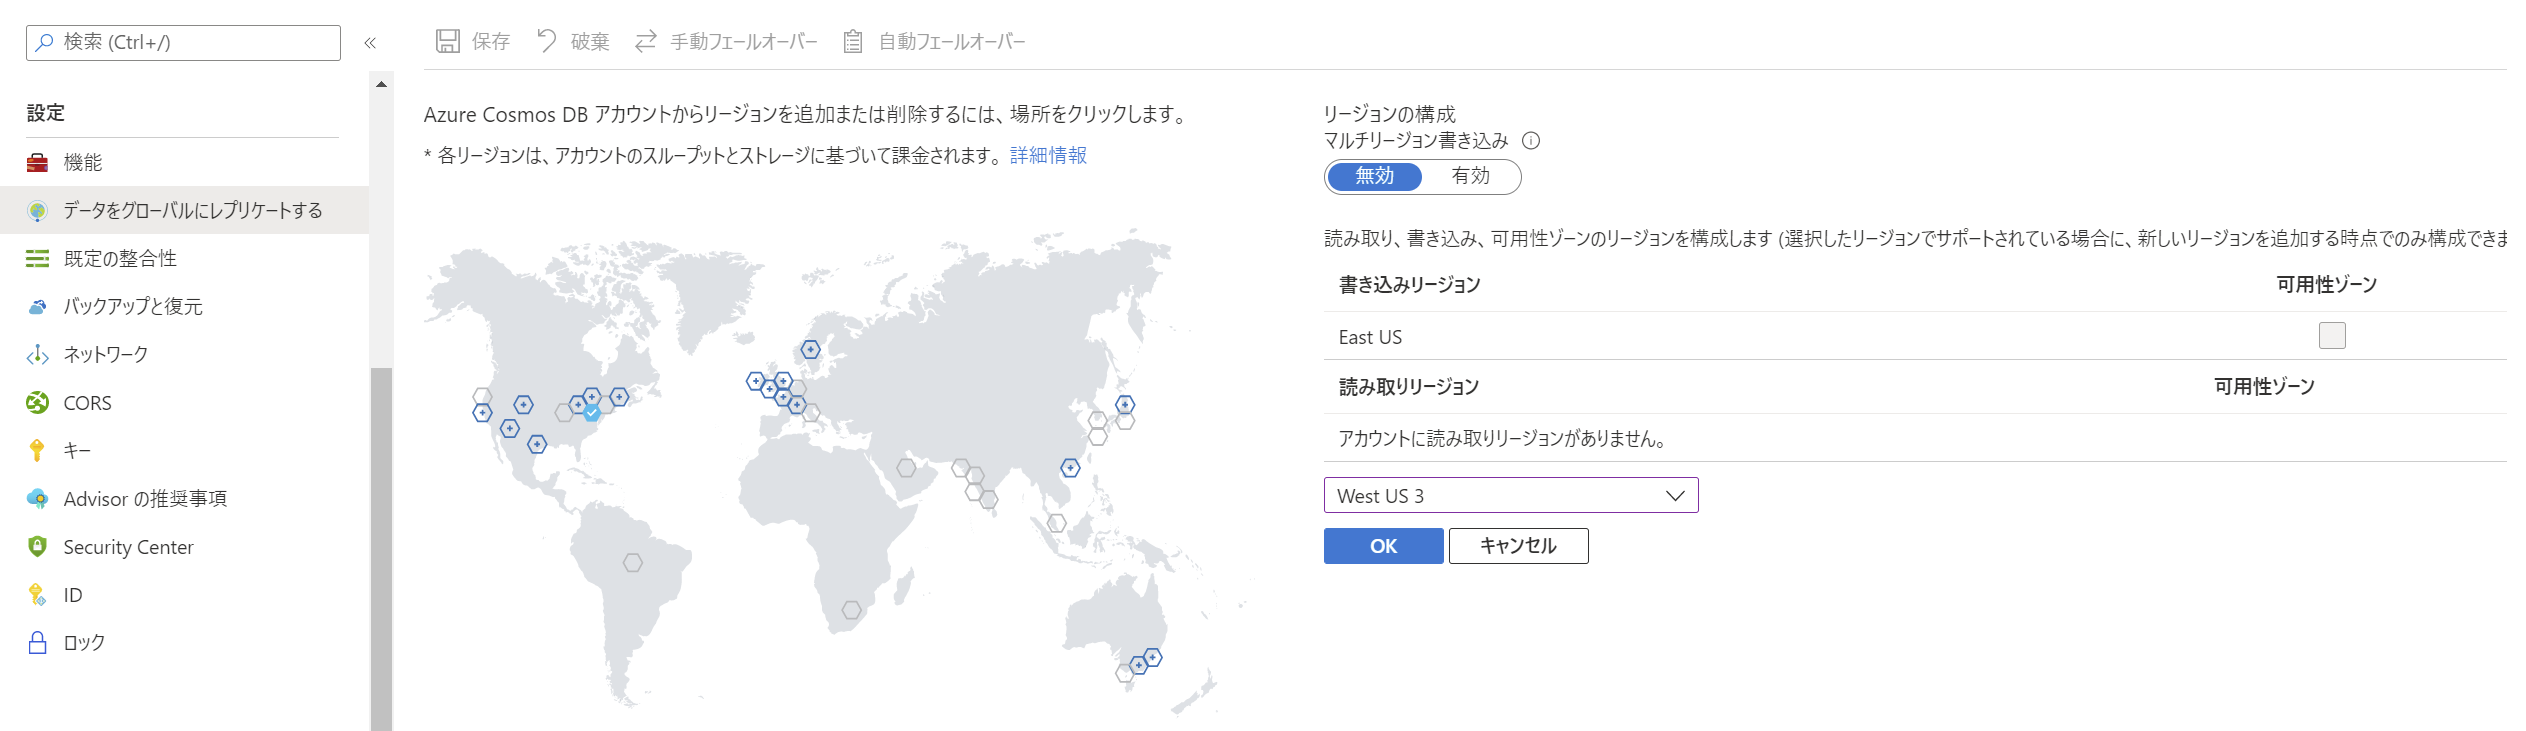 検索 (Ctrl+/)
«
保存
破棄
手動フェールオーバー
自動フェールオーバー
設定
機能
データをグローバルにレプリケートする
既定の整合性
バックアップと復元
ネットワーク
CORS
キー
Advisor の推奨事項
Security Center
ID
ロック
Azure Cosmos DB アカウントからリージョンを追加または削除するには、場所をクリックします。
* 各リージョンは、アカウントのスループットとストレージに基づいて課金されます。 詳細情報
リージョンの構成
マルチリージョン書き込み
無効 有効
読み取り、書き込み、可用性ゾーンのリージョンを構成します (選択したリージョンでサポートされている場合に、新しいリージョンを追加する時点でのみ構成できま
書き込みリージョン 可用性ゾーン
East US
読み取りリージョン 可用性ゾーン
アカウントに読み取りリージョンがありません。
West US 3
OK キャンセル